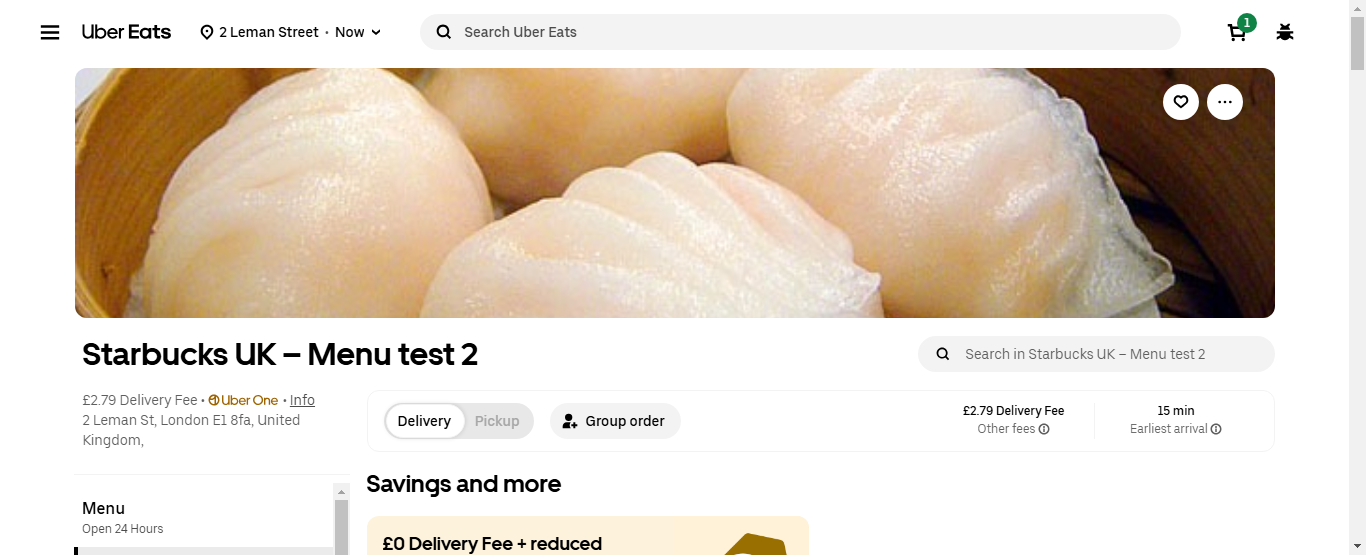 Uber Eats
2 Leman Street • Now
Search Uber Eats
1
Starbucks UK – Menu test 2
Search in Starbucks UK – Menu test 2
£2.79 Delivery Fee • Uber One • Info
2 Leman St, London E1 8fa, United
Kingdom,
Delivery
Pickup
Group order
£2.79 Delivery Fee
Other fees
15 min
Earliest arrival
Menu
Open 24 Hours
Savings and more
£0 Delivery Fee + reduced